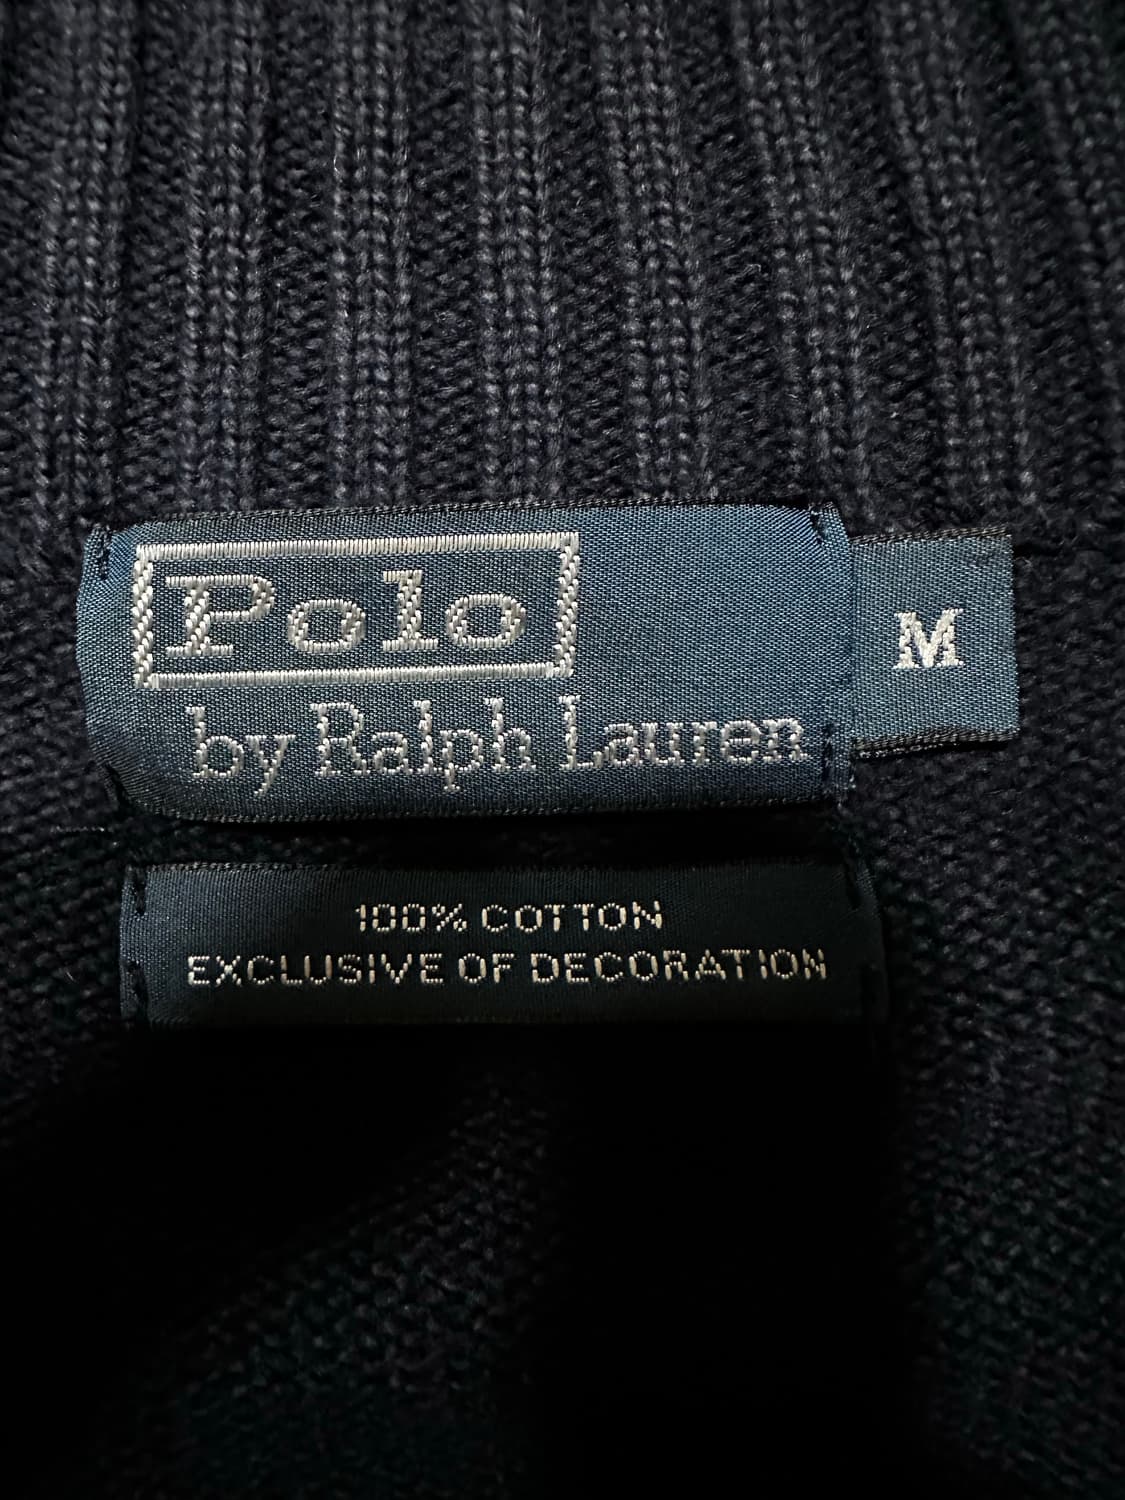 Polo
by Ralph Lauren
M
100% COTTON
EXCLUSIVE OF DECORATION